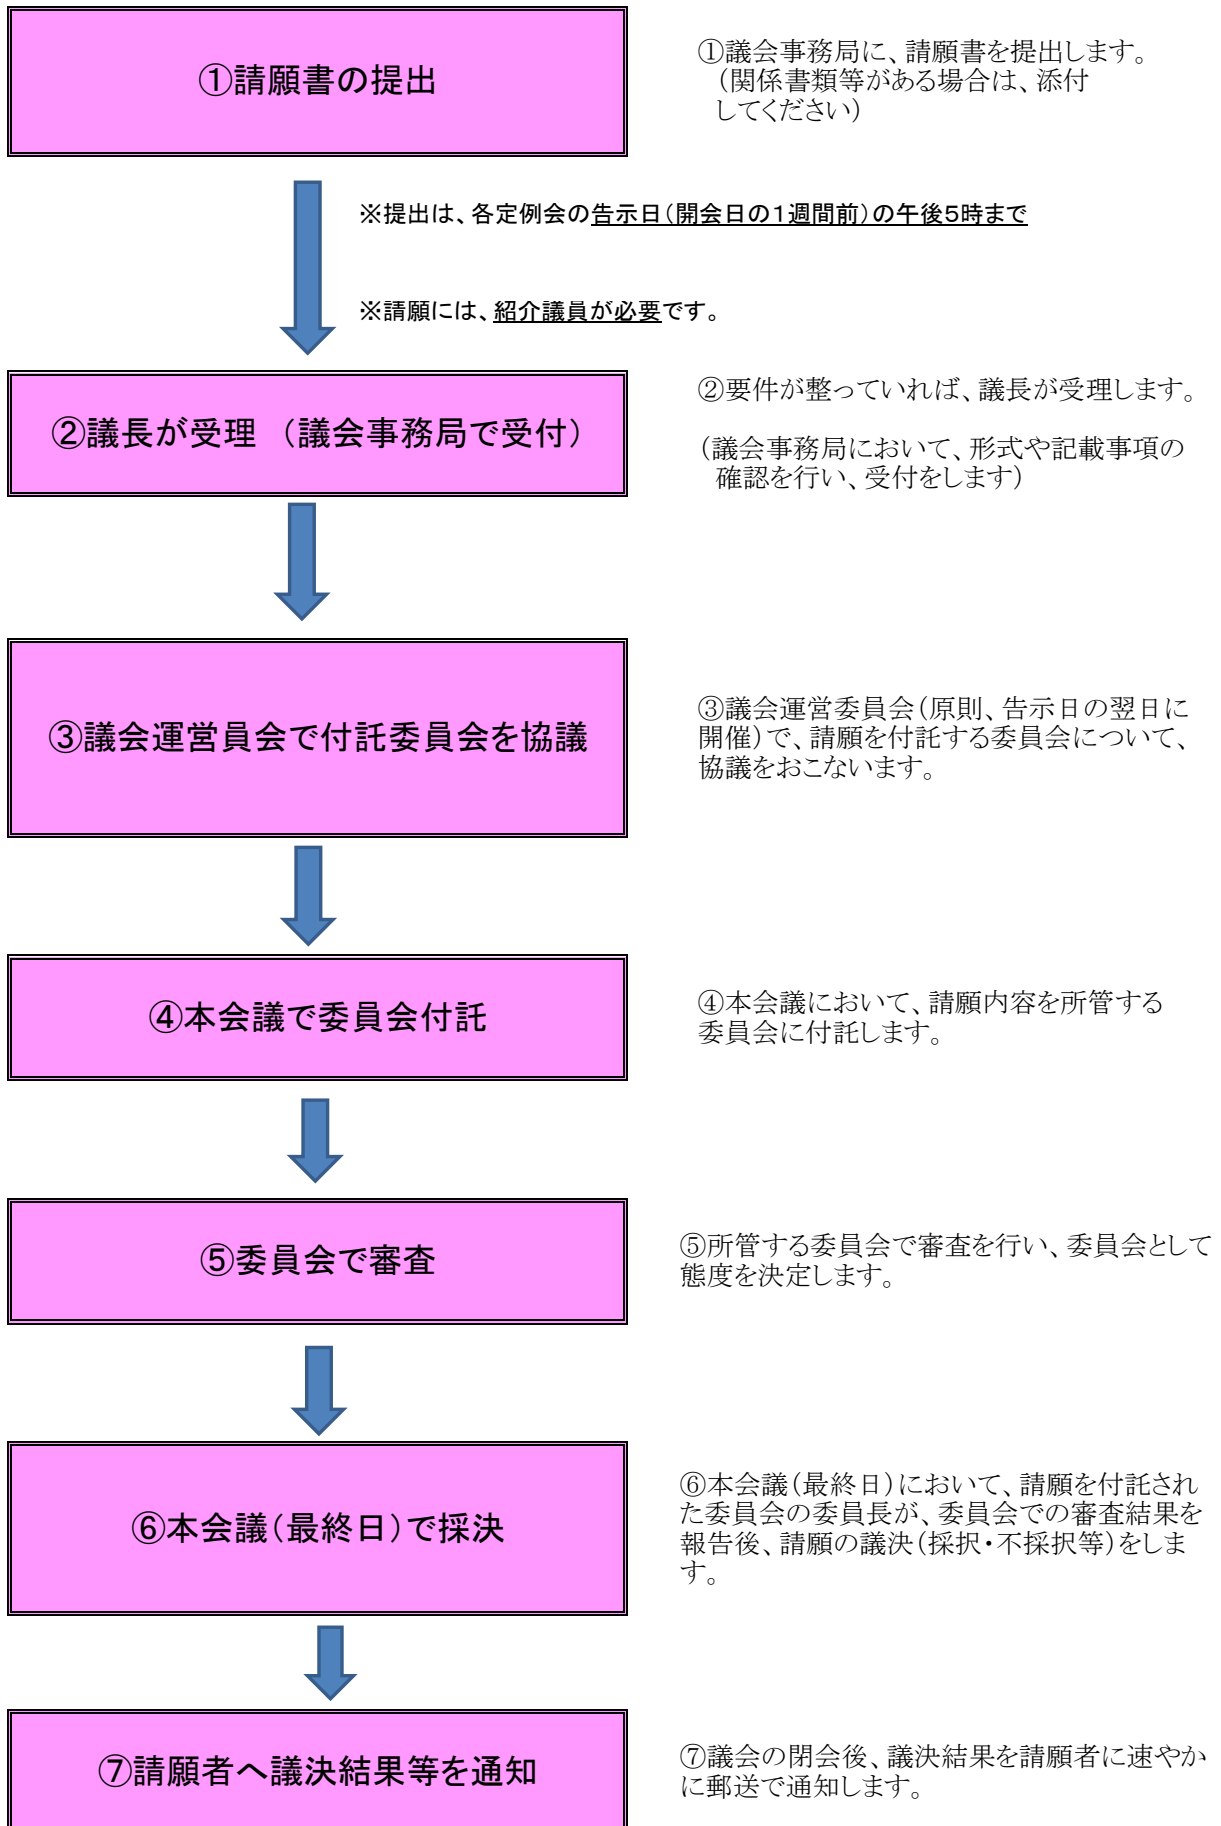 ①請願書の提出
①議会事務局に、請願書を提出します。
（関係書類等がある場合は、添付
してください）
※提出は、各定例会の告示日（開会日の１週間前）の午後５時まで
※請願には、紹介議員が必要です。
②議長が受理　（議会事務局で受付）
②要件が整っていれば、議長が受理します。
（議会事務局において、形式や記載事項の
確認を行い、受付をします）
③議会運営員会で付託委員会を協議
③議会運営委員会（原則、告示日の翌日に
開催）で、請願を付託する委員会について、
協議をおこないます。
④本会議で委員会付託
④本会議において、請願内容を所管する
委員会に付託します。
⑤委員会で審査
⑤所管する委員会で審査を行い、委員会として
態度を決定します。
⑥本会議（最終日）で採決
⑥本会議（最終日）において、請願を付託され
た委員会の委員長が、委員会での審査結果を
報告後、請願の議決（採択・不採択等）をしま
す。
⑦請願者へ議決結果等を通知
⑦議会の閉会後、議決結果を請願者に速やか
に郵送で通知します。